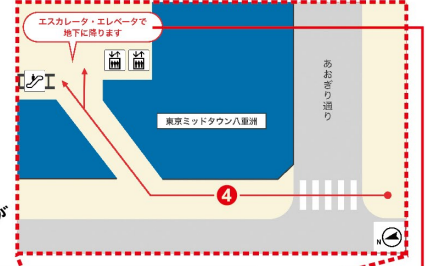 エスカレータ・エレベータで
地下に降ります
あおぎり通り
東京ミッドタウン八重洲
4
が
N